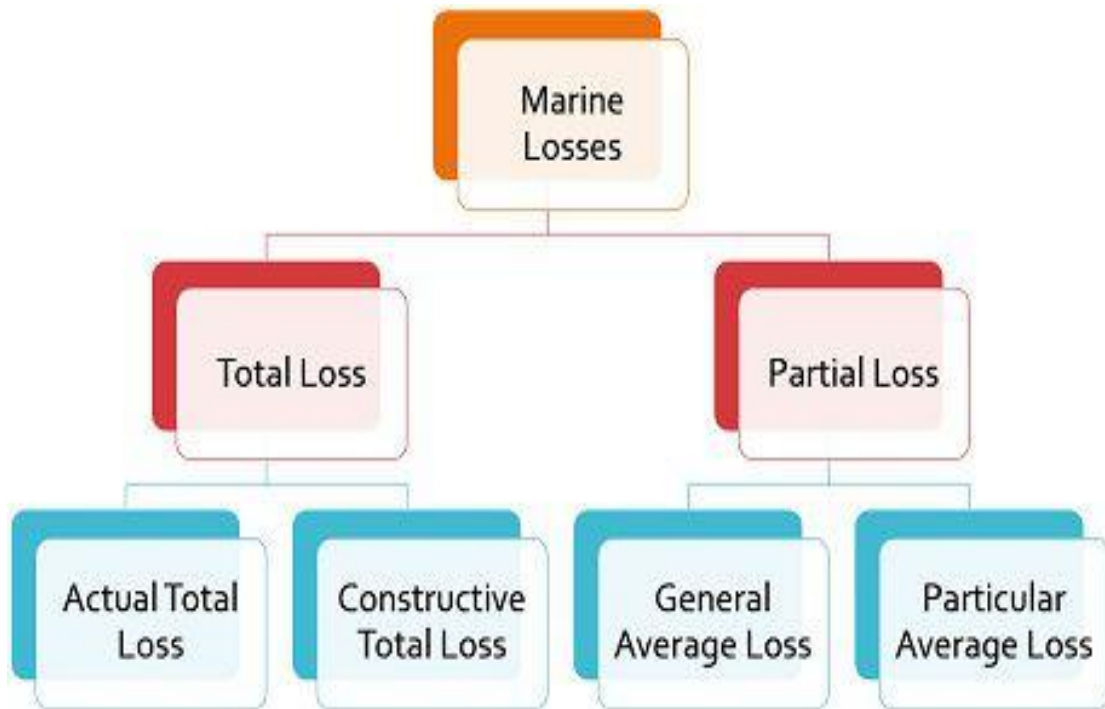 Marine
Losses
Total Loss
Partial Loss
Actual Total
Loss
Constructive
Total Loss
General
Average Loss
Particular
Average Loss